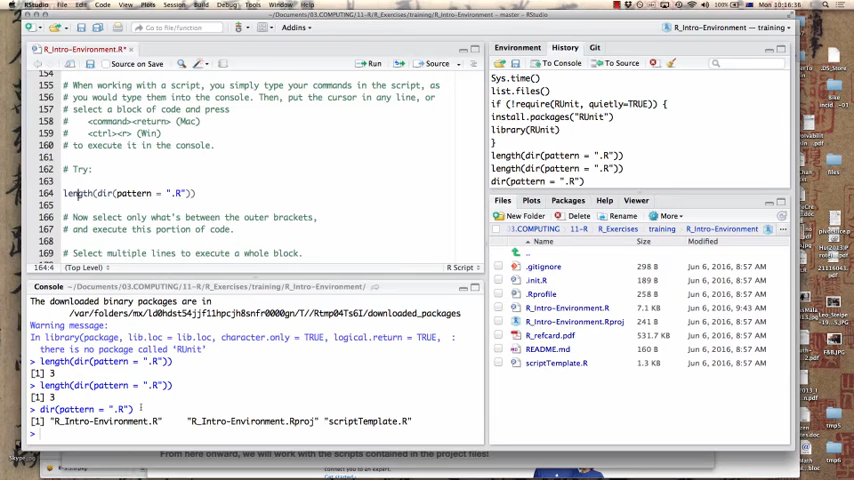 RStudio File Edit Code View Plots Session Build Debug Tools Window Help
100% Mon Jun 6 10:16:36
~/Documents/03.COMPUTING/11-R/R_Exercises/training/R_Intro-Environment - master - RStudio
Go to file/function
Addins
R_Intro-Environment — training
R_Intro-Environment.R*
Source on Save
Run
Source
154
155 # When working with a script, you simply type your commands in the script, as
156 # you would type them into the console. Then, put the cursor in any line, or
157 # select a block of code and press
158 # <command><return> (Mac)
159 # <ctrl><r> (Win)
160 # to execute it in the console.
161
162 # Try:
163
164 length(dir(pattern = ".R"))
165
166 # Now select only what's between the outer brackets,
167 # and execute this portion of code.
168
169 # Select multiple lines to execute a whole block.
164:4 (Top Level)
R Script
Console ~/Documents/03.COMPUTING/11-R/R_Exercises/training/R_Intro-Environment/
The downloaded binary packages are in
/var/folders/mx/ld0hdst54jjf11hpcjh8snfr0000gn/T//Rtmp04Ts6I/downloaded_packages
Warning message:
In library(package, lib.loc = lib.loc, character.only = TRUE, logical.return = TRUE, :
there is no package called 'RUnit'
> length(dir(pattern = ".R"))
[1] 3
> length(dir(pattern = ".R"))
[1] 3
> dir(pattern = ".R")
[1] "R_Intro-Environment.R" "R_Intro-Environment.Rproj" "scriptTemplate.R"
>
Environment History Git
To Console To Source
Sys.time()
list.files()
if (!require(RUnit, quietly=TRUE)) {
install.packages("RUnit")
library(RUnit)
}
length(dir(pattern = ".R"))
length(dir(pattern = ".R"))
dir(pattern = ".R")
Files Plots Packages Help Viewer
New Folder Delete Rename More
03.COMPUTING 11-R R_Exercises training R_Intro-Environment
Name Size Modified
..
.gitignore 298 B Jun 6, 2016, 8:57 AM
.init.R 189 B Jun 6, 2016, 8:57 AM
.Rprofile 258 B Jun 6, 2016, 8:57 AM
R_Intro-Environment.R 7.1 KB Jun 6, 2016, 9:43 AM
R_Intro-Environment.Rproj 241 B Jun 6, 2016, 8:57 AM
R_refcard.pdf 531.7 KB Jun 6, 2016, 8:57 AM
README.md 160 B Jun 6, 2016, 8:57 AM
scriptTemplate.R 1.3 KB Jun 6, 2016, 8:57 AM
.DS_Store
files
tmp5
tmp6
From here onward, we will work with the scripts contained in the project files!